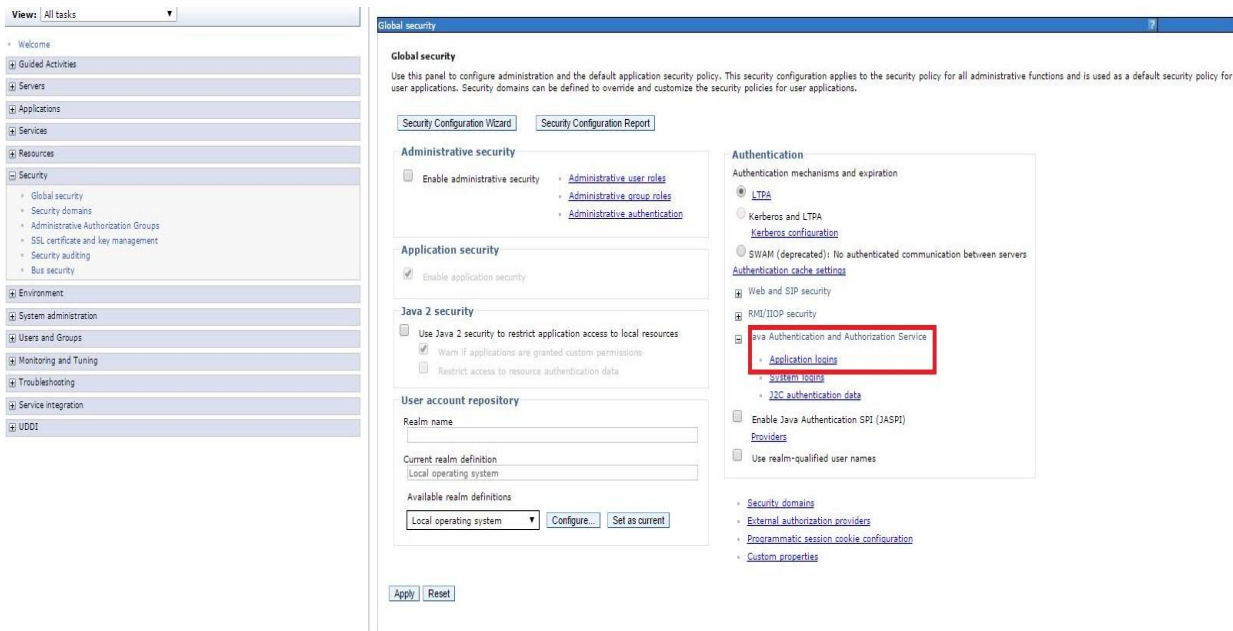 View: All tasks
Welcome
Guided Activities
Servers
Applications
Services
Resources
Security
Global security
Security domains
Administrative Authorization Groups
SSL certificate and key management
Security auditing
Bus security
Environment
System administration
Users and Groups
Monitoring and Tuning
Troubleshooting
Service integration
UDDI
Global security ?
Global security
Use this panel to configure administration and the default application security policy. This security configuration applies to the security policy for all administrative functions and is used as a default security policy for
user applications. Security domains can be defined to override and customize the security policies for user applications.
Security Configuration Wizard Security Configuration Report
Administrative security
Enable administrative security
Administrative user roles
Administrative group roles
Administrative authentication
Application security
Enable application security
Java 2 security
Use Java 2 security to restrict application access to local resources
Warn if applications are granted custom permissions
Restrict access to resource authentication data
User account repository
Realm name
Current realm definition
Local operating system
Available realm definitions
Local operating system Configure... Set as current
Authentication
Authentication mechanisms and expiration
LTPA
Kerberos and LTPA
Kerberos configuration
SWAM (deprecated): No authenticated communication between servers
Authentication cache settings
Web and SIP security
RMI/IIOP security
ava Authentication and Authorization Service
Application logins
System logins
J2C authentication data
Enable Java Authentication SPI (JASPI)
Providers
Use realm-qualified user names
Security domains
External authorization providers
Programmatic session cookie configuration
Custom properties
Apply Reset